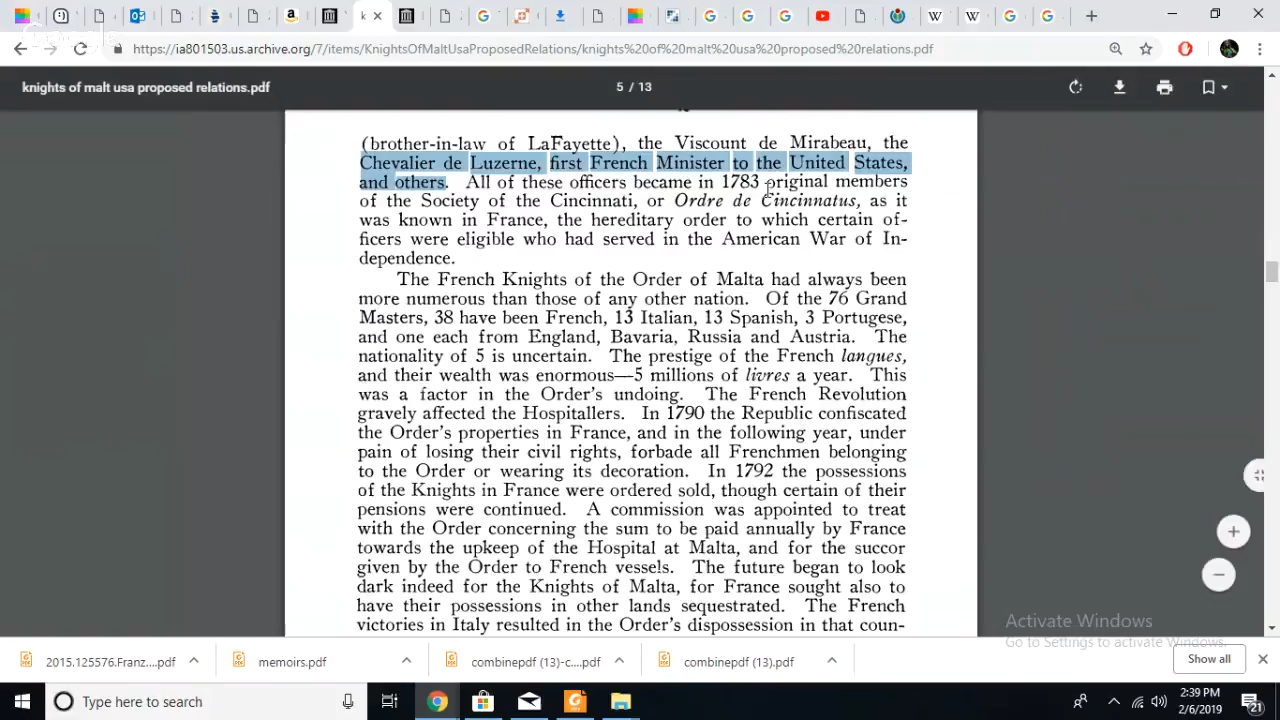 k
https://ia801503.us.archive.org/7/items/KnightsOfMaltUsaProposedRelations/knights%20of%20malt%20usa%20proposed%20relations.pdf
knights of malt usa proposed relations.pdf
5 / 13
(brother-in-law of LaFayette), the Viscount de Mirabeau, the
Chevalier de Luzerne, first French Minister to the United States,
and others. All of these officers became in 1783 original members
of the Society of the Cincinnati, or Ordre de Cincinnatus, as it
was known in France, the hereditary order to which certain of-
ficers were eligible who had served in the American War of In-
dependence.
The French Knights of the Order of Malta had always been
more numerous than those of any other nation. Of the 76 Grand
Masters, 38 have been French, 13 Italian, 13 Spanish, 3 Portugese,
and one each from England, Bavaria, Russia and Austria. The
nationality of 5 is uncertain. The prestige of the French langues,
and their wealth was enormous—5 millions of livres a year. This
was a factor in the Order's undoing. The French Revolution
gravely affected the Hospitallers. In 1790 the Republic confiscated
the Order's properties in France, and in the following year, under
pain of losing their civil rights, forbade all Frenchmen belonging
to the Order or wearing its decoration. In 1792 the possessions
of the Knights in France were ordered sold, though certain of their
pensions were continued. A commission was appointed to treat
with the Order concerning the sum to be paid annually by France
towards the upkeep of the Hospital at Malta, and for the succor
given by the Order to French vessels. The future began to look
dark indeed for the Knights of Malta, for France sought also to
have their possessions in other lands sequestrated. The French
victories in Italy resulted in the Order's dispossession in that coun-
Activate Windows
Go to Settings to activate Windows.
2015.125576.Franz....pdf
memoirs.pdf
combinepdf (13)-c....pdf
combinepdf (13).pdf
Show all
Type here to search
2:39 PM
2/6/2019
21